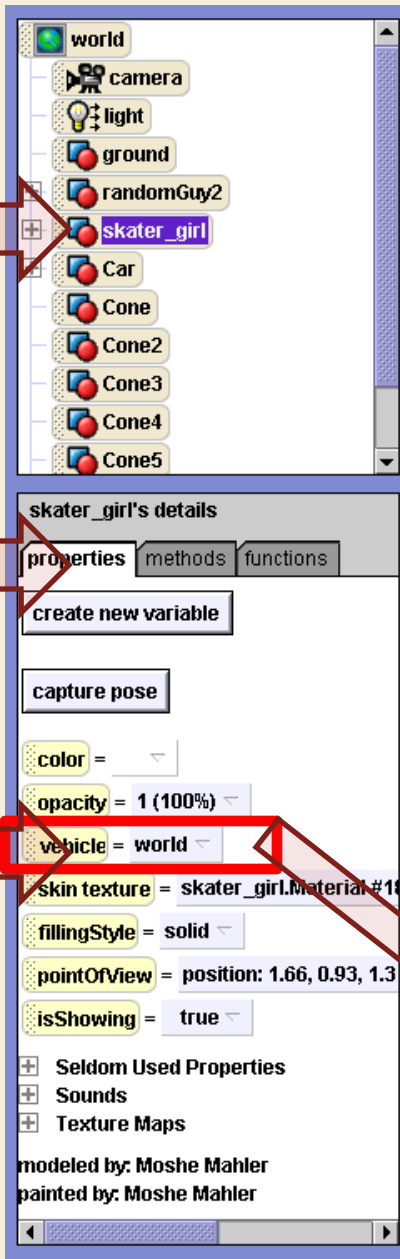 world
camera
light
ground
randomGuy2
skater_girl
Car
Cone
Cone2
Cone3
Cone4
Cone5
skater_girl's details
properties methods functions
create new variable
capture pose
color =
opacity = 1 (100%)
vehicle = world
skin texture = skater_girl.Material #18
fillingStyle = solid
pointOfView = position: 1.66, 0.93, 1.3
isShowing = true
Seldom Used Properties
Sounds
Texture Maps
modeled by: Moshe Mahler
painted by: Moshe Mahler